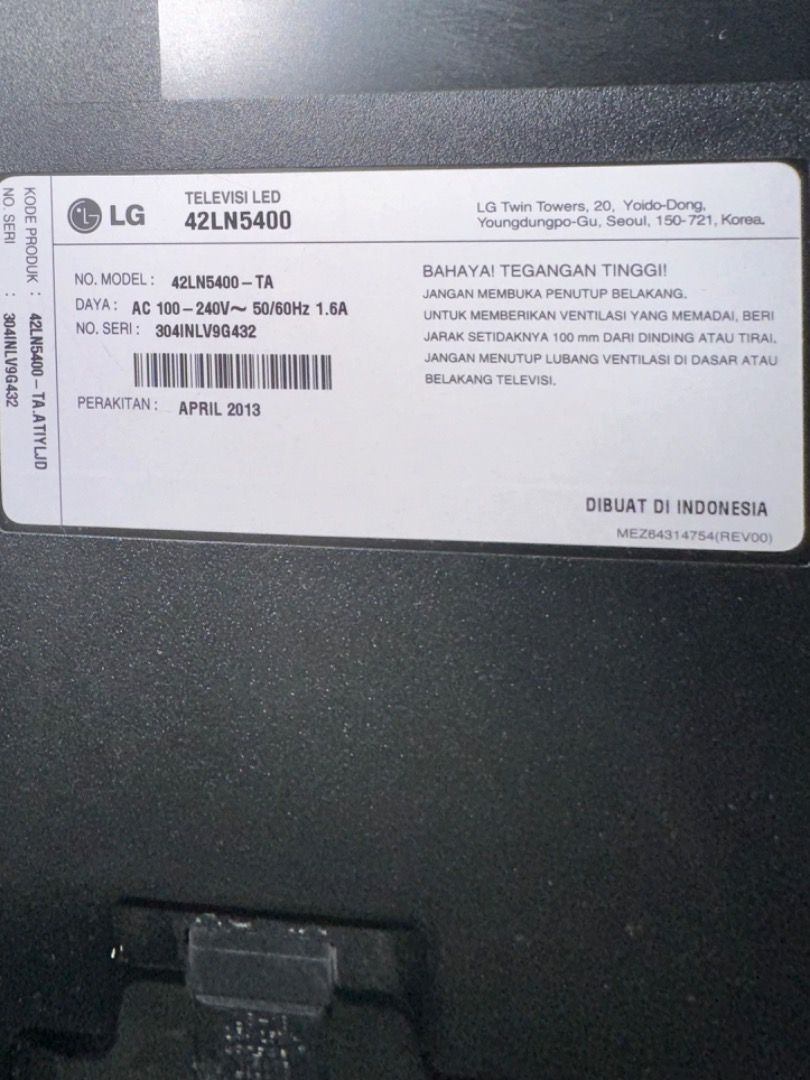 LG
TELEVISI LED
42LN5400
LG Twin Towers, 20, Yoido-Dong,
Youngdungpo-Gu, Seoul, 150-721, Korea.
NO. MODEL : 42LN5400-TA
DAYA : AC 100-240V~ 50/60Hz 1.6A
NO. SERI : 304INLV9G432
PERAKITAN : APRIL 2013
BAHAYA! TEGANGAN TINGGI!
JANGAN MEMBUKA PENUTUP BELAKANG.
UNTUK MEMBERIKAN VENTILASI YANG MEMADAI, BERI
JARAK SETIDAKNYA 100 mm DARI DINDING ATAU TIRAI.
JANGAN MENUTUP LUBANG VENTILASI DI DASAR ATAU
BELAKANG TELEVISI.
DIBUAT DI INDONESIA
MEZ64314754(REV00)
KODE PRODUK : 42LN5400-TA.ATIYLJD
NO. SERI : 304INLV9G432